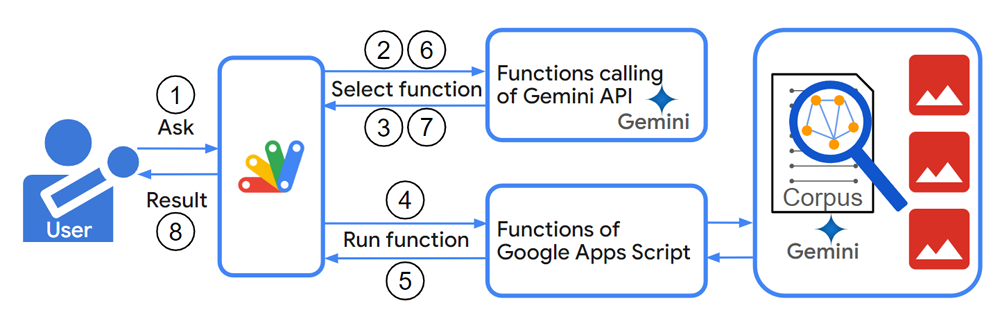 1
Ask
User
Result
8
2 6
Select function
3 7
4
Run function
5
Functions calling
of Gemini API
Gemini
Functions of
Google Apps Script
Corpus
Gemini